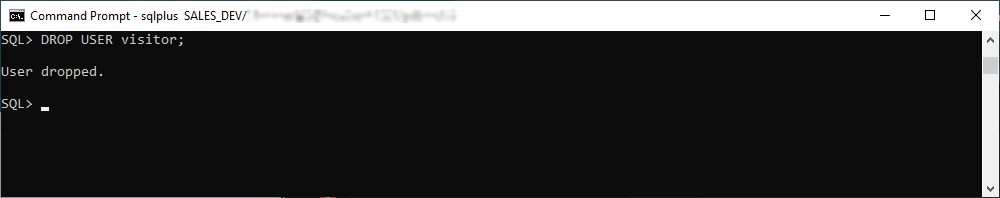 Command Prompt - sqlplus SALES_DEV/
SQL> DROP USER visitor;
User dropped.
SQL>